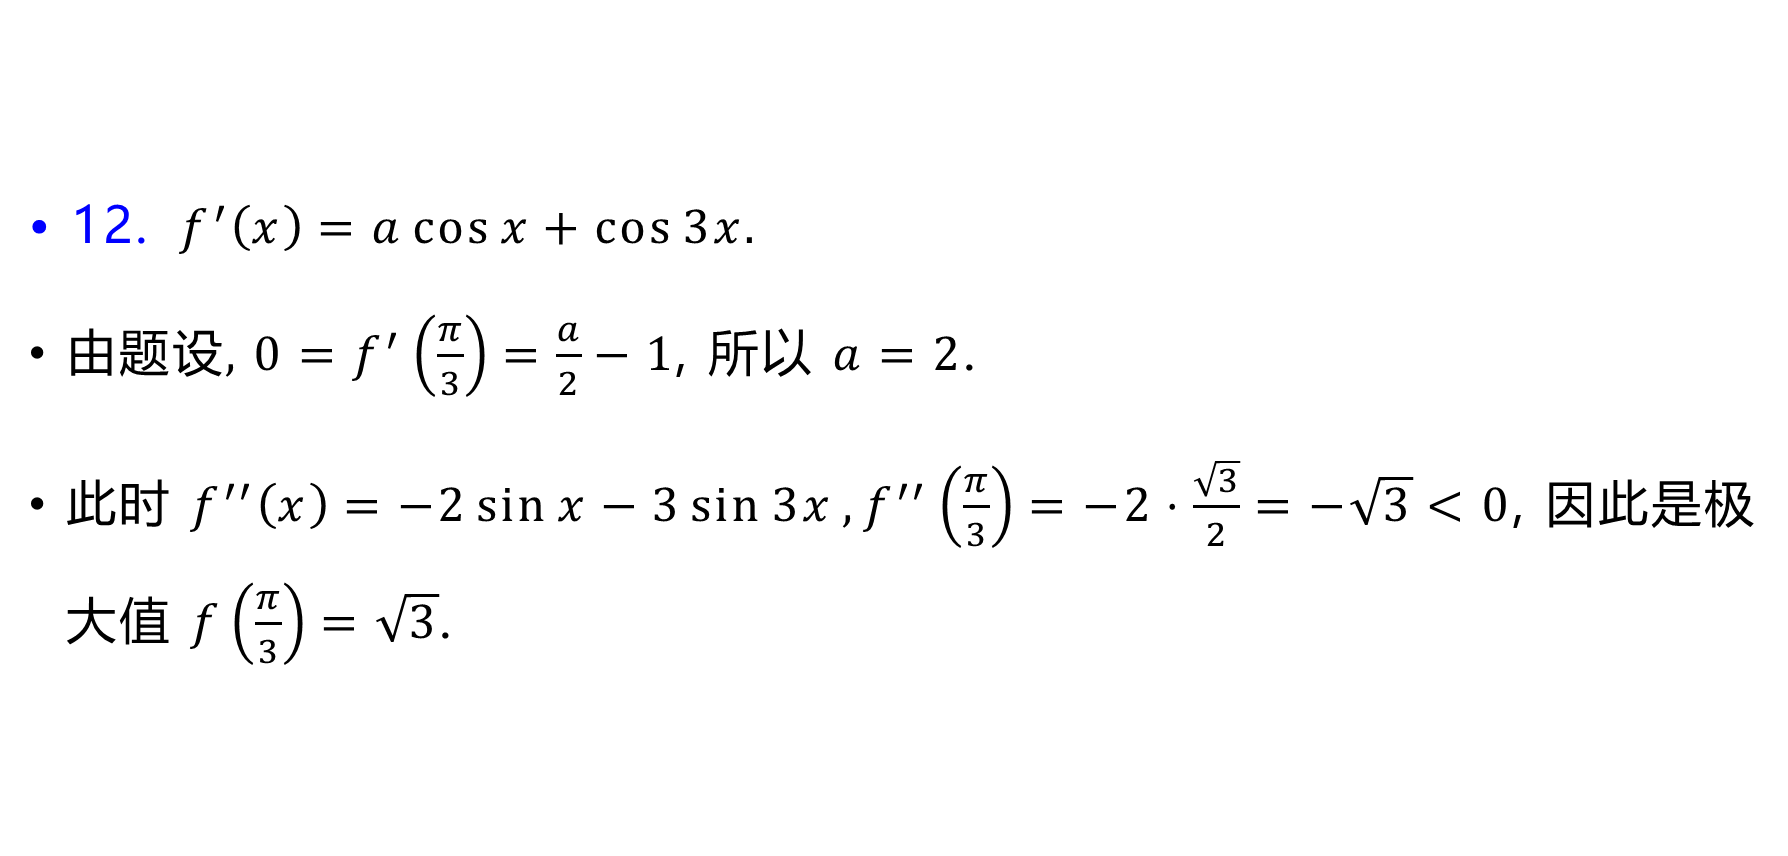 • 12. f′(x) = a cos x + cos 3x.
• 由题设, 0 = f′(π/3) = a/2 − 1, 所以 a = 2.
• 此时 f′′(x) = −2 sin x − 3 sin 3x , f′′(π/3) = −2 · √3/2 = −√3 < 0, 因此是极
大值 f(π/3) = √3.